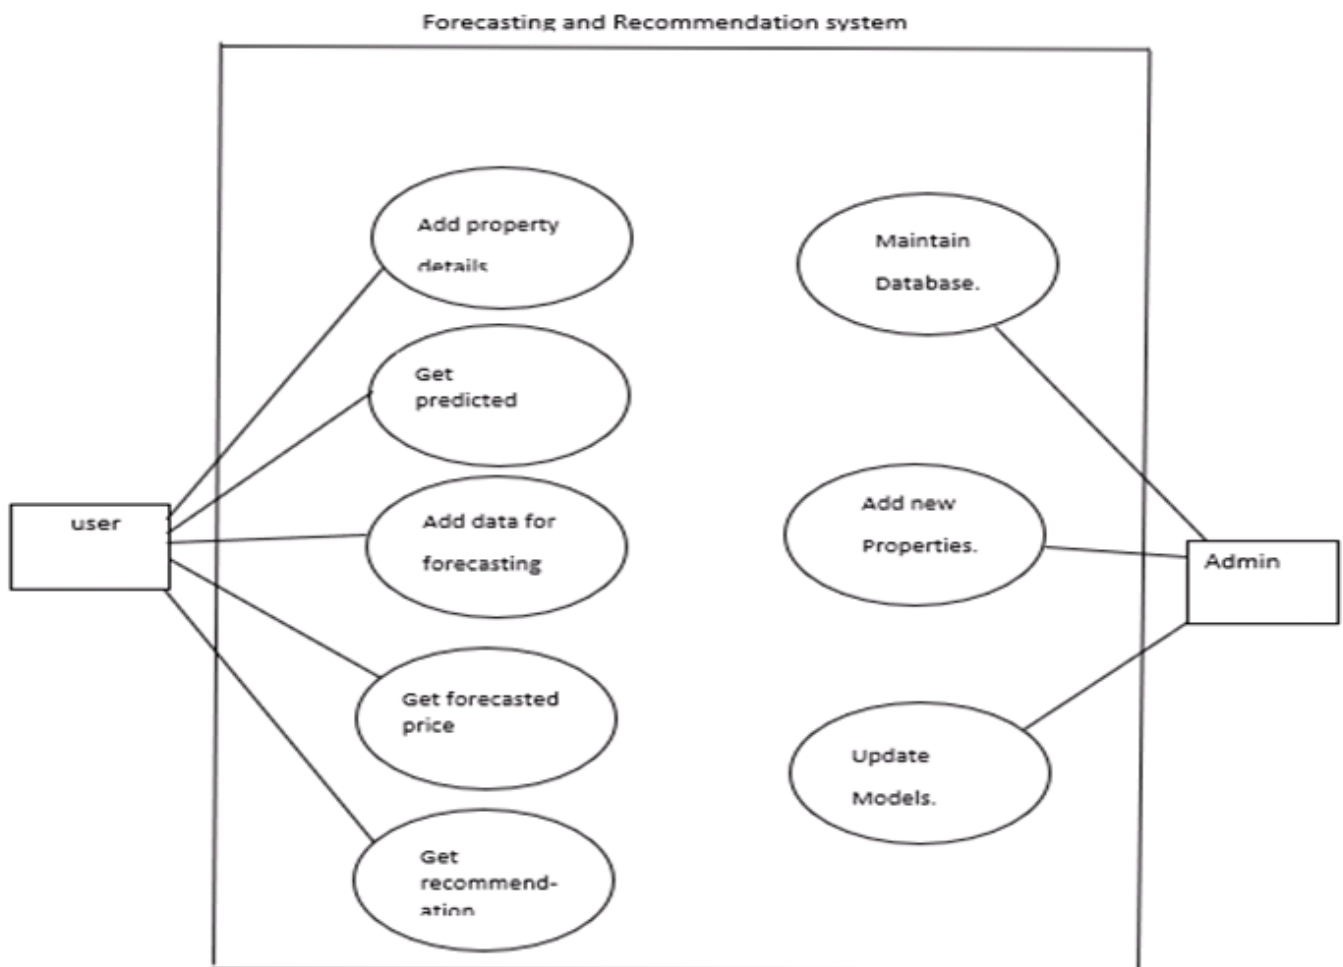 Forecasting and Recommendation system
Add property
details
Get
predicted
Add data for
forecasting
Get forecasted
price
Get
recommend-
ation
user
Maintain
Database.
Add new
Properties.
Update
Models.
Admin